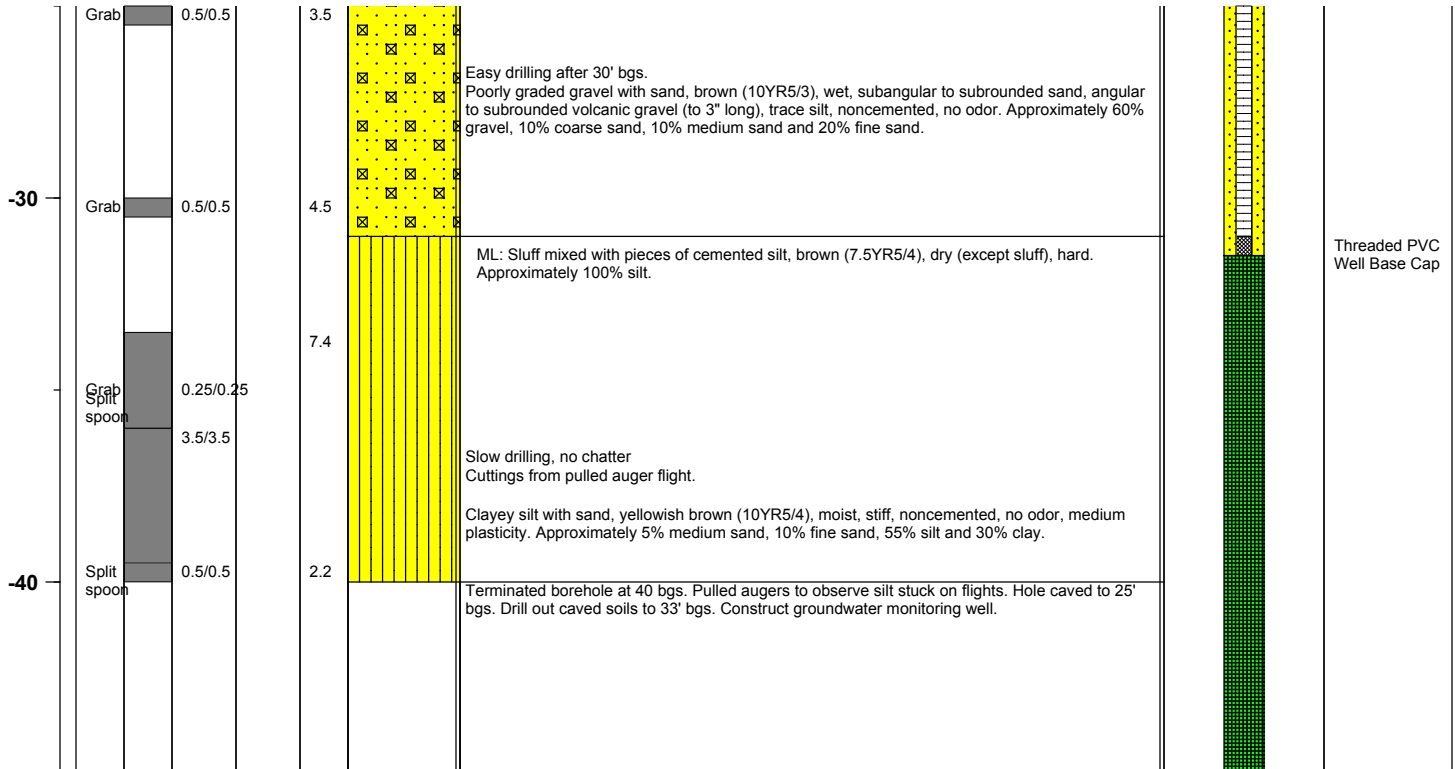 Grab 0.5/0.5 3.5
Easy drilling after 30' bgs.
Poorly graded gravel with sand, brown (10YR5/3), wet, subangular to subrounded sand, angular
to subrounded volcanic gravel (to 3" long), trace silt, noncemented, no odor. Approximately 60%
gravel, 10% coarse sand, 10% medium sand and 20% fine sand.
-30 Grab 0.5/0.5 4.5
ML: Sluff mixed with pieces of cemented silt, brown (7.5YR5/4), dry (except sluff), hard.
Approximately 100% silt.
Threaded PVC
Well Base Cap
7.4
Grab 0.25/0.25
Split
spoon
3.5/3.5
Slow drilling, no chatter
Cuttings from pulled auger flight.
Clayey silt with sand, yellowish brown (10YR5/4), moist, stiff, noncemented, no odor, medium
plasticity. Approximately 5% medium sand, 10% fine sand, 55% silt and 30% clay.
-40 Split 0.5/0.5 2.2
spoon
Terminated borehole at 40 bgs. Pulled augers to observe silt stuck on flights. Hole caved to 25'
bgs. Drill out caved soils to 33' bgs. Construct groundwater monitoring well.